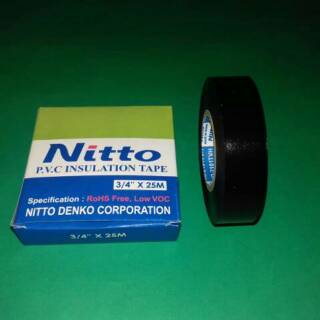 Nitto
P.V.C INSULATION TAPE
3/4" X 25M
Specification : RoHS Free, Low VOC
NITTO DENKO CORPORATION
3/4" X 25M